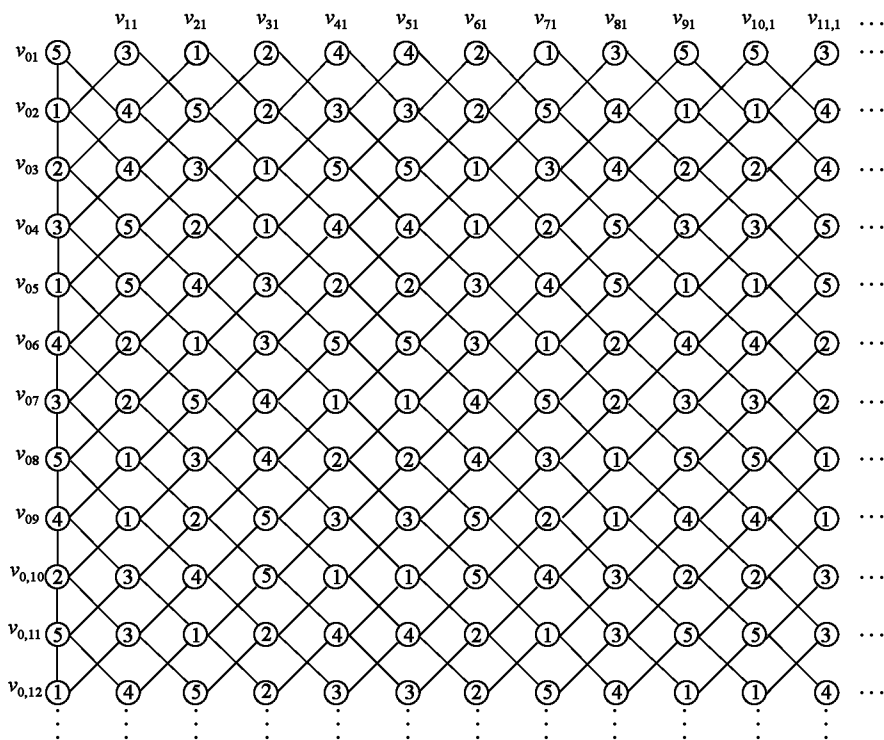 v11 v21 v31 v41 v51 v61 v71 v81 v91 v10,1 v11,1 ···
v01 5 3 1 2 4 4 2 1 3 5 5 3 ···
v02 1 4 5 2 3 3 2 5 4 1 1 4 ···
v03 2 4 3 1 5 5 1 3 4 2 2 4 ···
v04 3 5 2 1 4 4 1 2 5 3 3 5 ···
v05 1 5 4 3 2 2 3 4 5 1 1 5 ···
v06 4 2 1 3 5 5 3 1 2 4 4 2 ···
v07 3 2 5 4 1 1 4 5 2 3 3 2 ···
v08 5 1 3 4 2 2 4 3 1 5 5 1 ···
v09 4 1 2 5 3 3 5 2 1 4 4 1 ···
v0,10 2 3 4 5 1 1 5 4 3 2 2 3 ···
v0,11 5 3 1 2 4 4 2 1 3 5 5 3 ···
v0,12 1 4 5 2 3 3 2 5 4 1 1 4 ···